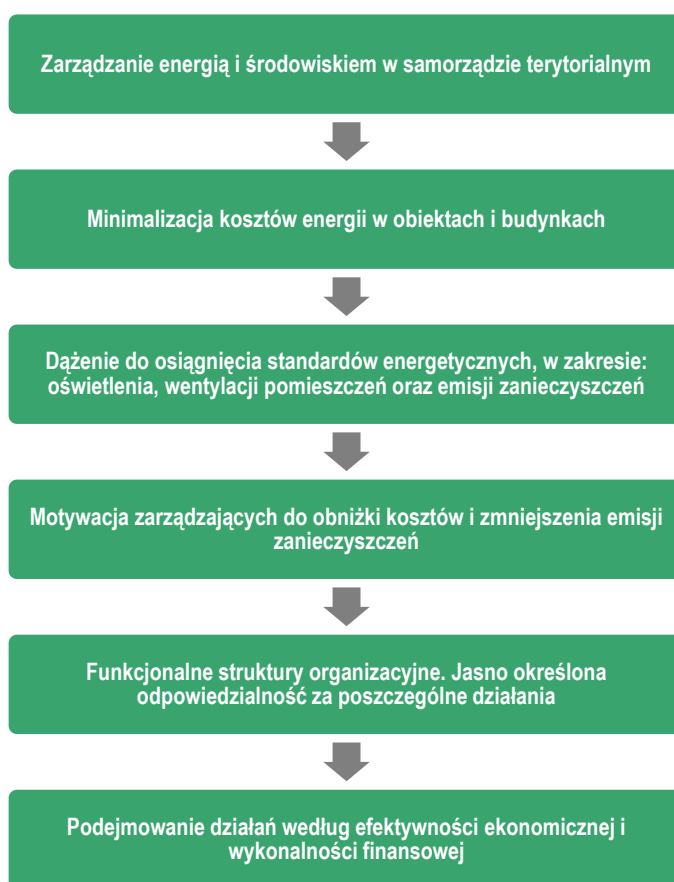 Zarządzanie energią i środowiskiem w samorządzie terytorialnym
Minimalizacja kosztów energii w obiektach i budynkach
Dążenie do osiągnięcia standardów energetycznych, w zakresie:
oświetlenia, wentylacji pomieszczeń oraz emisji zanieczyszczeń
Motywacja zarządzających do obniżki kosztów i zmniejszenia emisji
zanieczyszczeń
Funkcjonalne struktury organizacyjne. Jasno określona
odpowiedzialność za poszczególne działania
Podejmowanie działań według efektywności ekonomicznej i
wykonalności finansowej